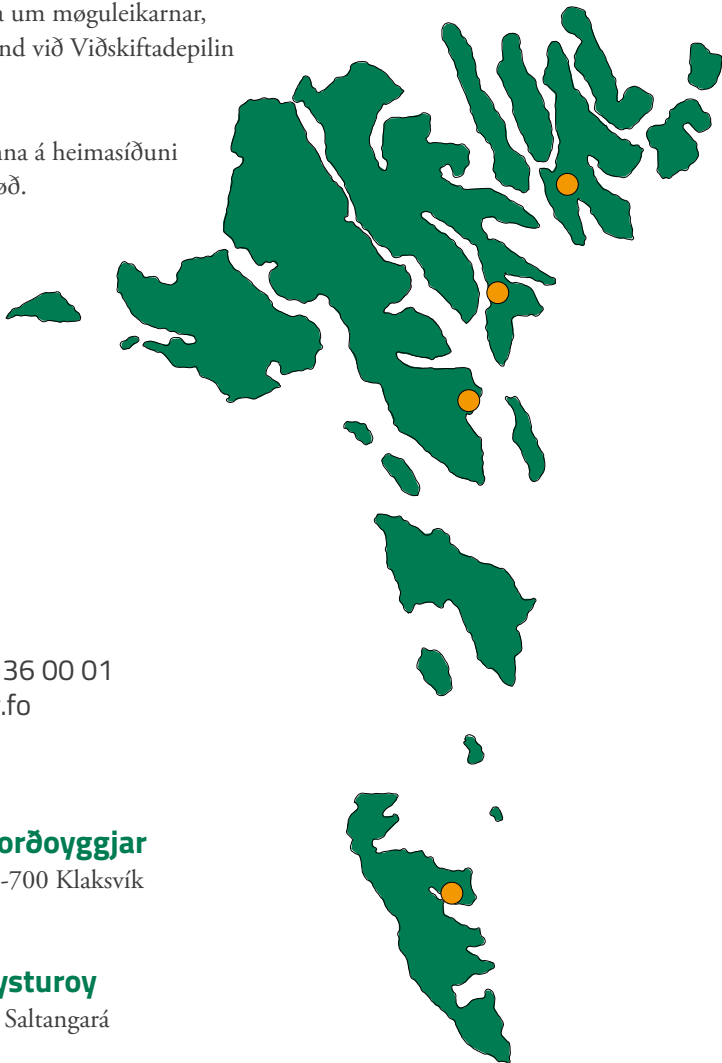 um møguleikarnar,
nd við Viðskiftadepilin
na á heimasíðuni
øð.
36 00 01
.fo
orðoyggjar
-700 Klaksvík
ysturoy
Saltangará